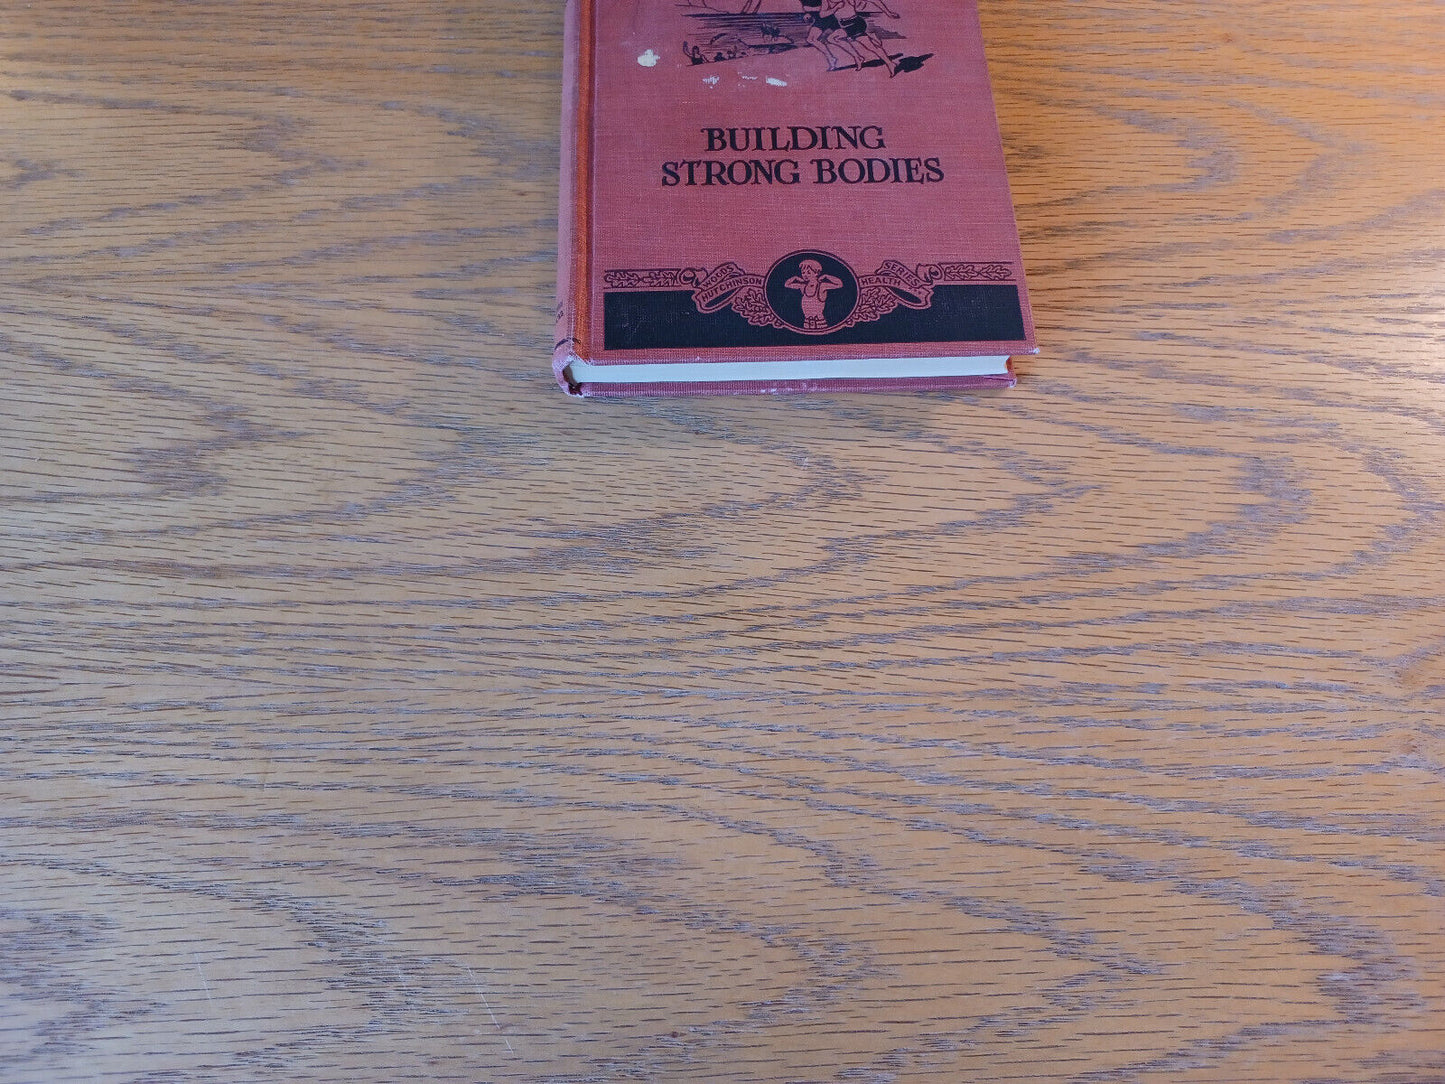 BUILDING
STRONG BODIES
WOODS HUTCHINSON HEALTH SERIES